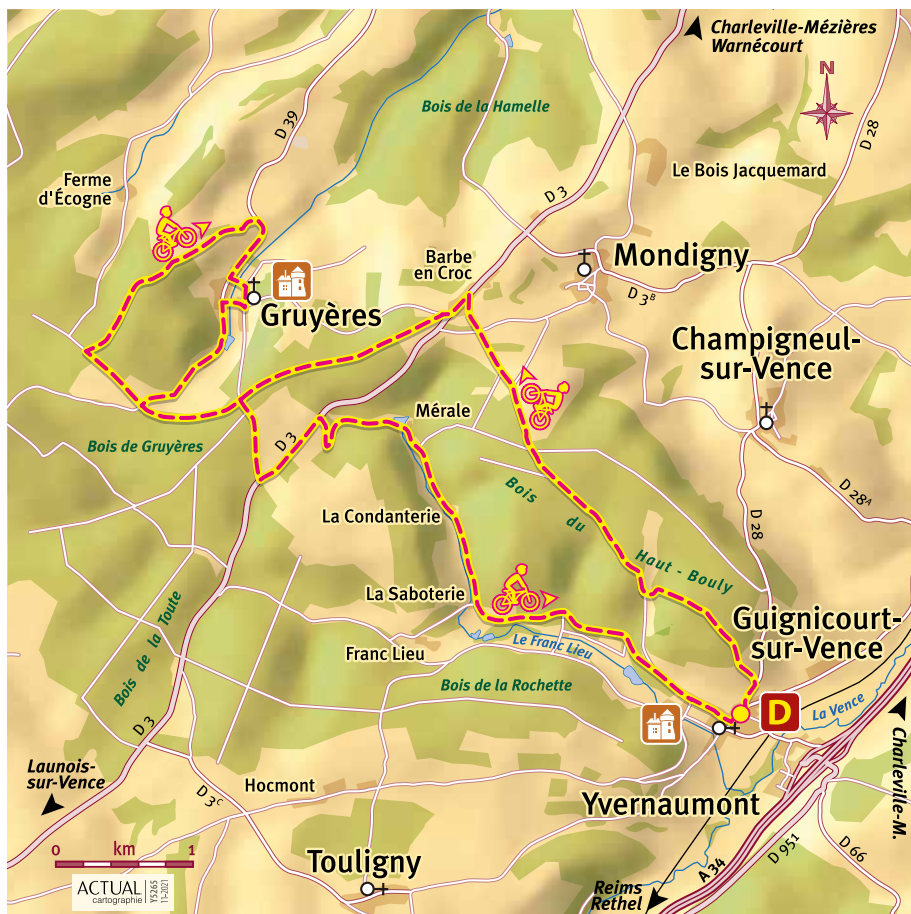 Charleville-Mézières
Warnécourt
N
D 39
Bois de la Hamelle
D 28
Ferme
d'Écogne
Le Bois Jacquemard
D 3
Barbe
en Croc
Mondigny
D 3B
Gruyères
Champigneul-
sur-Vence
Mérale
Bois de Gruyères
D 3
D 28A
Bois
du
Haut - Bouly
La Condanterie
D 28
La Saboterie
Bois de la Toute
Guignicourt-
sur-Vence
Le Franc Lieu
Franc Lieu
Bois de la Rochette
D
La Vence
D 3
Charleville-M.
Launois-
sur-Vence
Hocmont
D 3C
Yvernaumont
0 km 1
Touligny
A 34
D 951
D 66
ACTUAL
cartographie
Y5265
11-2021
Reims
Rethel